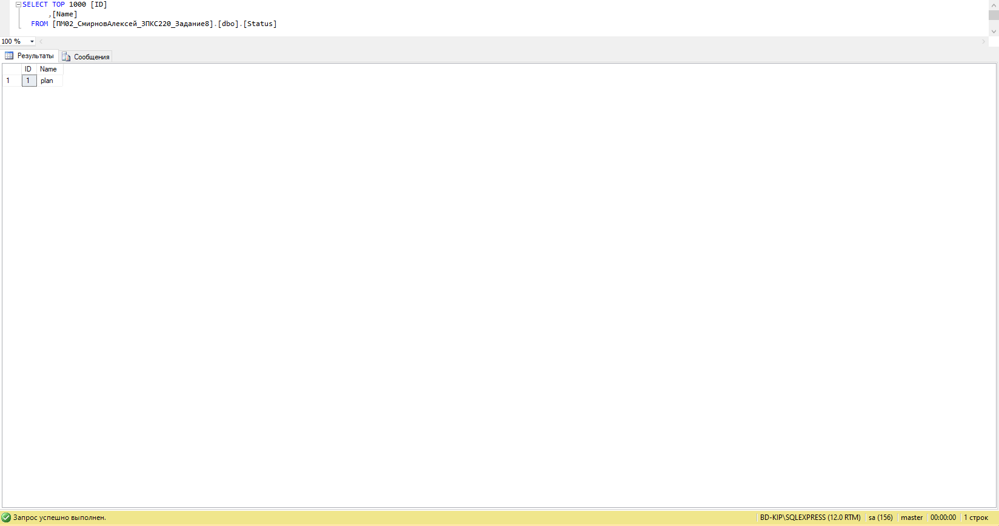 SELECT TOP 1000 [ID]
,[Name]
FROM [ПМ02_СмирновАлексей_3ПКС220_Задание8].[dbo].[Status]
100 %
Результаты Сообщения
ID Name
1 1 plan
Запрос успешно выполнен. BD-KIP\SQLEXPRESS (12.0 RTM) sa (156) master 00:00:00 1 строк